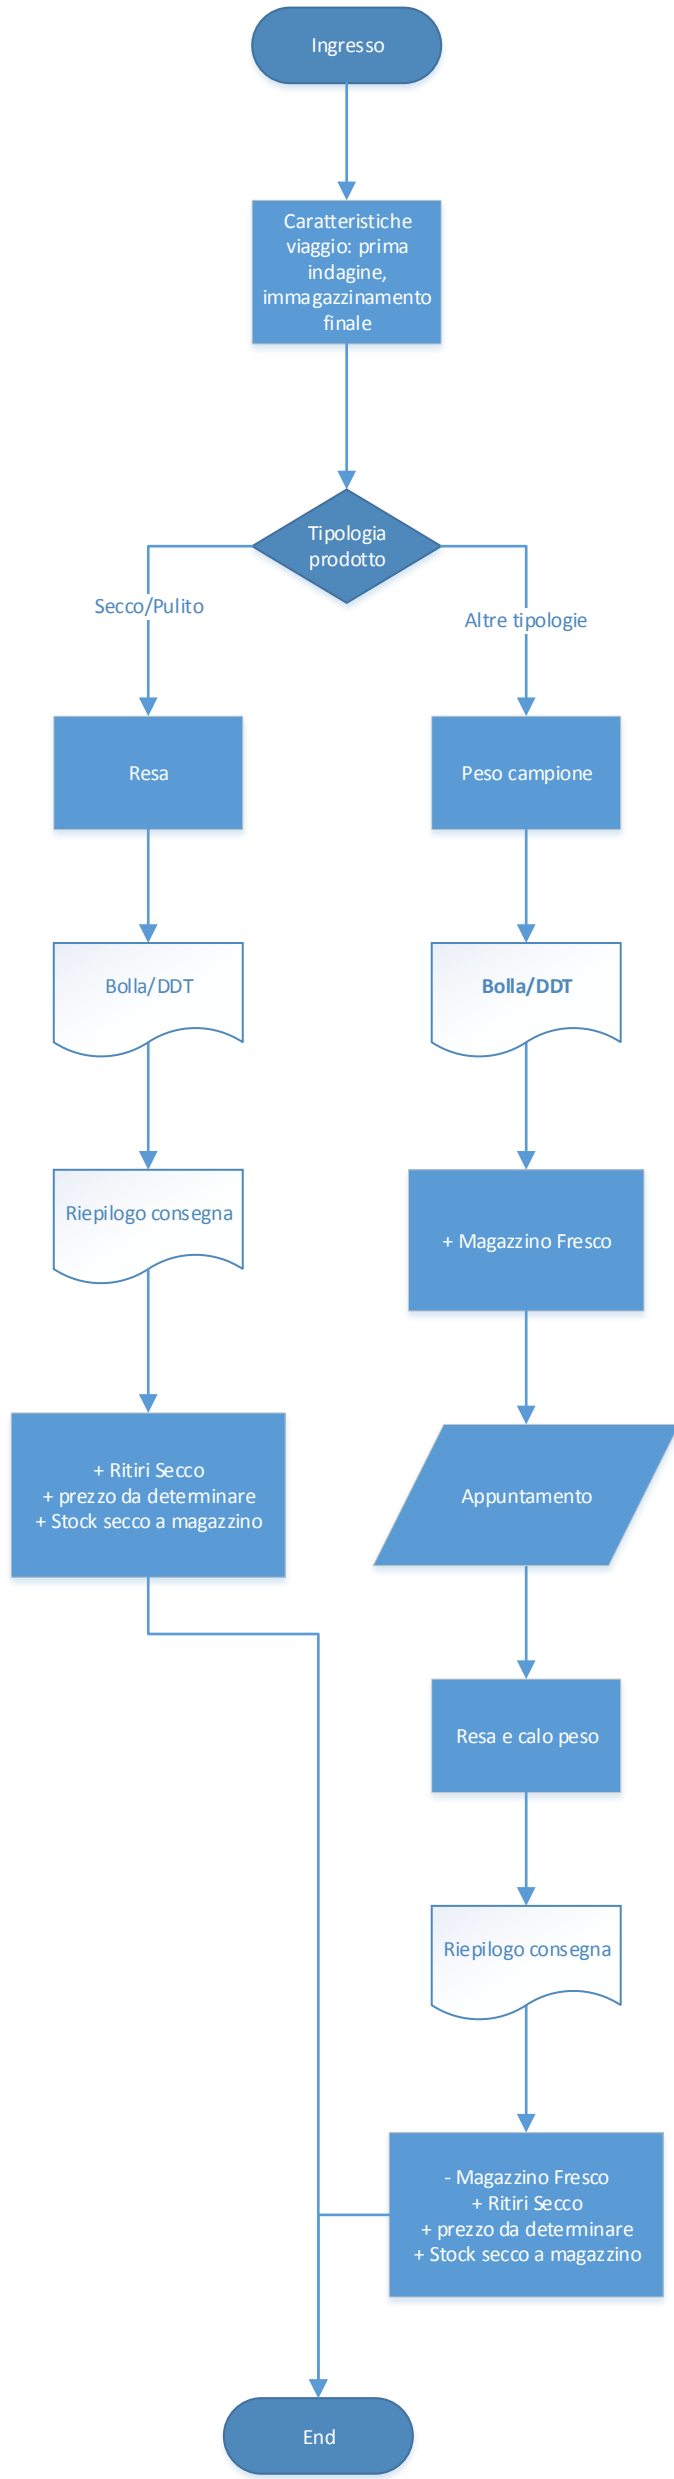 Ingresso
Caratteristiche
viaggio: prima
indagine,
immagazzinamento
finale
Tipologia
prodotto
Secco/Pulito
Altre tipologie
Resa
Peso campione
Bolla/DDT
Bolla/DDT
Riepilogo consegna
+ Magazzino Fresco
+ Ritiri Secco
+ prezzo da determinare
+ Stock secco a magazzino
Appuntamento
Resa e calo peso
Riepilogo consegna
- Magazzino Fresco
+ Ritiri Secco
+ prezzo da determinare
+ Stock secco a magazzino
End